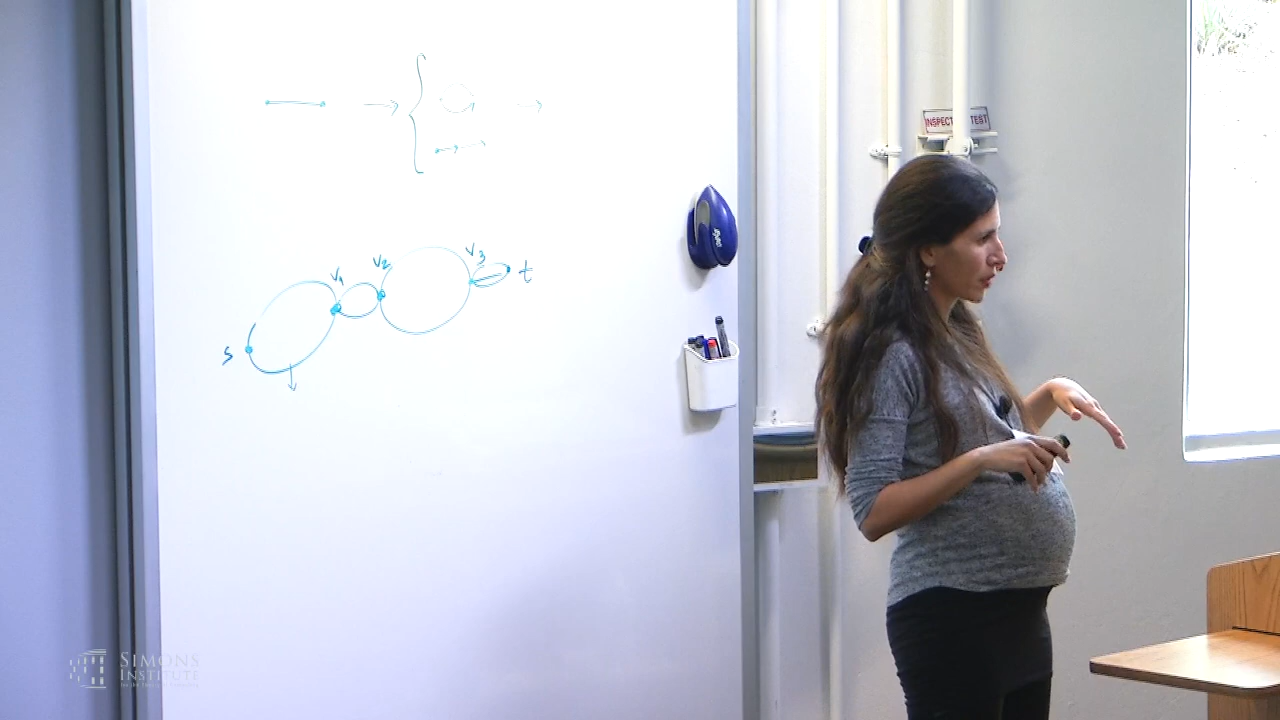 INSPECT TEST
V1 V2 V3 t
s
SIMONS
INSTITUTE